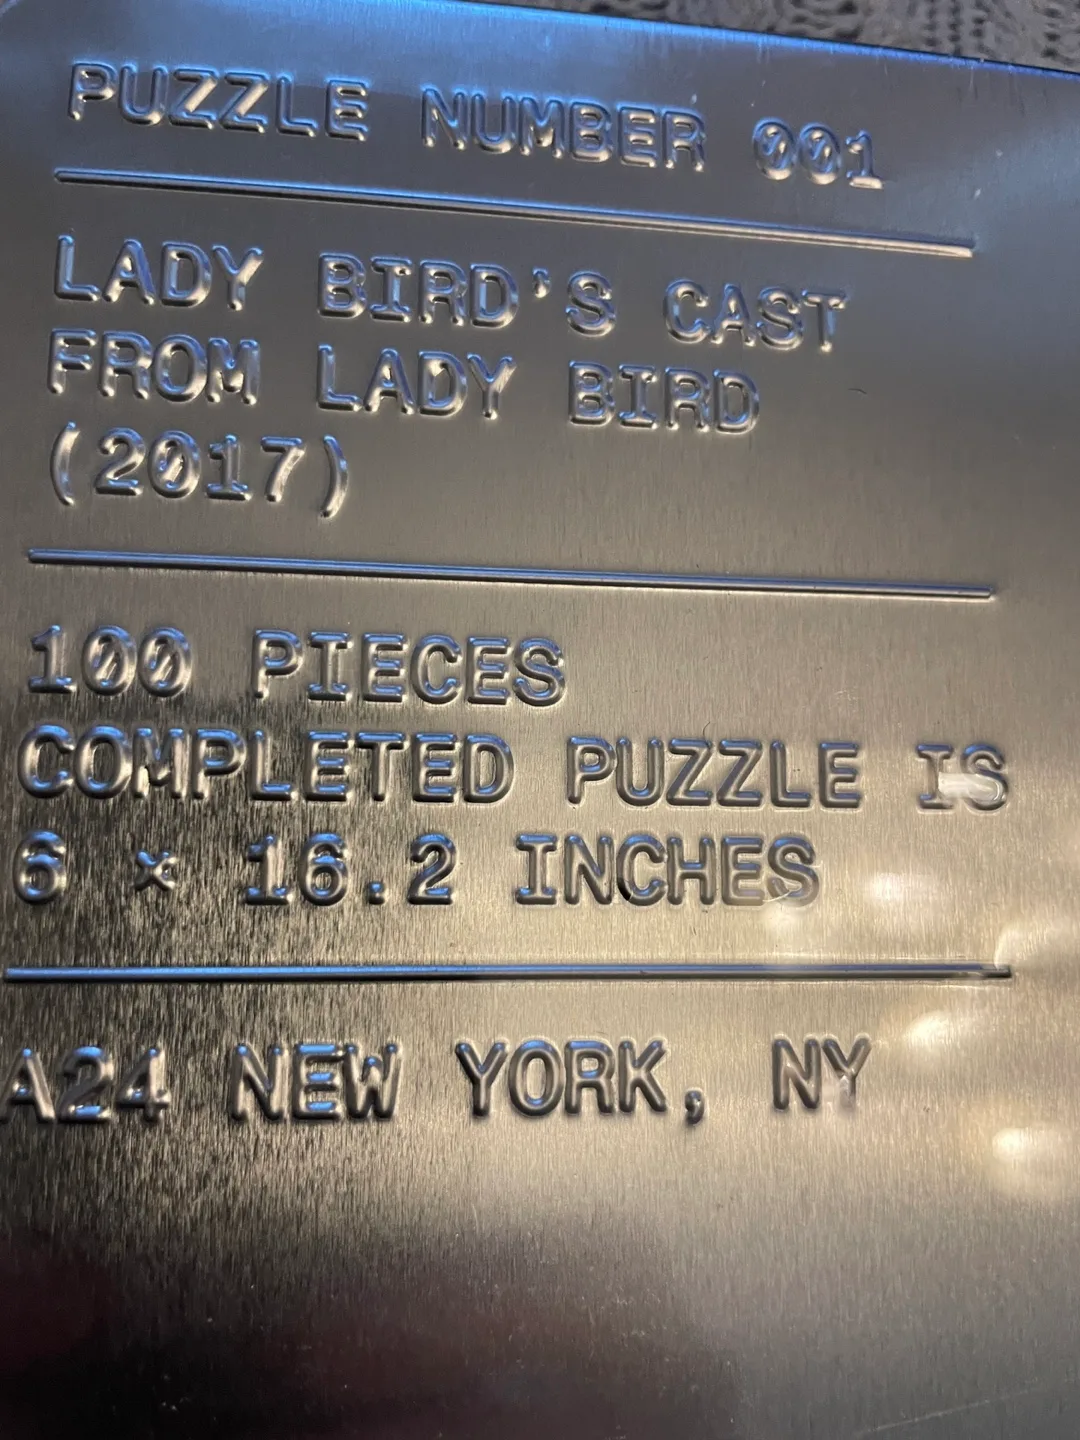 PUZZLE NUMBER 001
LADY BIRD'S CAST
FROM LADY BIRD
(2017)
100 PIECES
COMPLETED PUZZLE IS
6 × 16.2 INCHES
A24 NEW YORK, NY